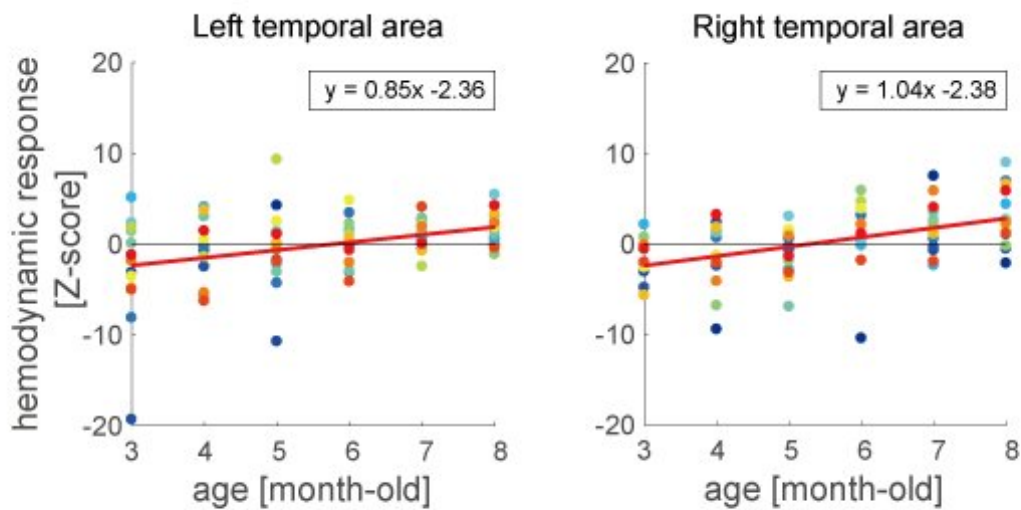 Left temporal area
y = 0.85x -2.36
hemodynamic response
[Z-score]
20
10
0
-10
-20
3 4 5 6 7 8
age [month-old]
Right temporal area
y = 1.04x -2.38
20
10
0
-10
-20
3 4 5 6 7 8
age [month-old]